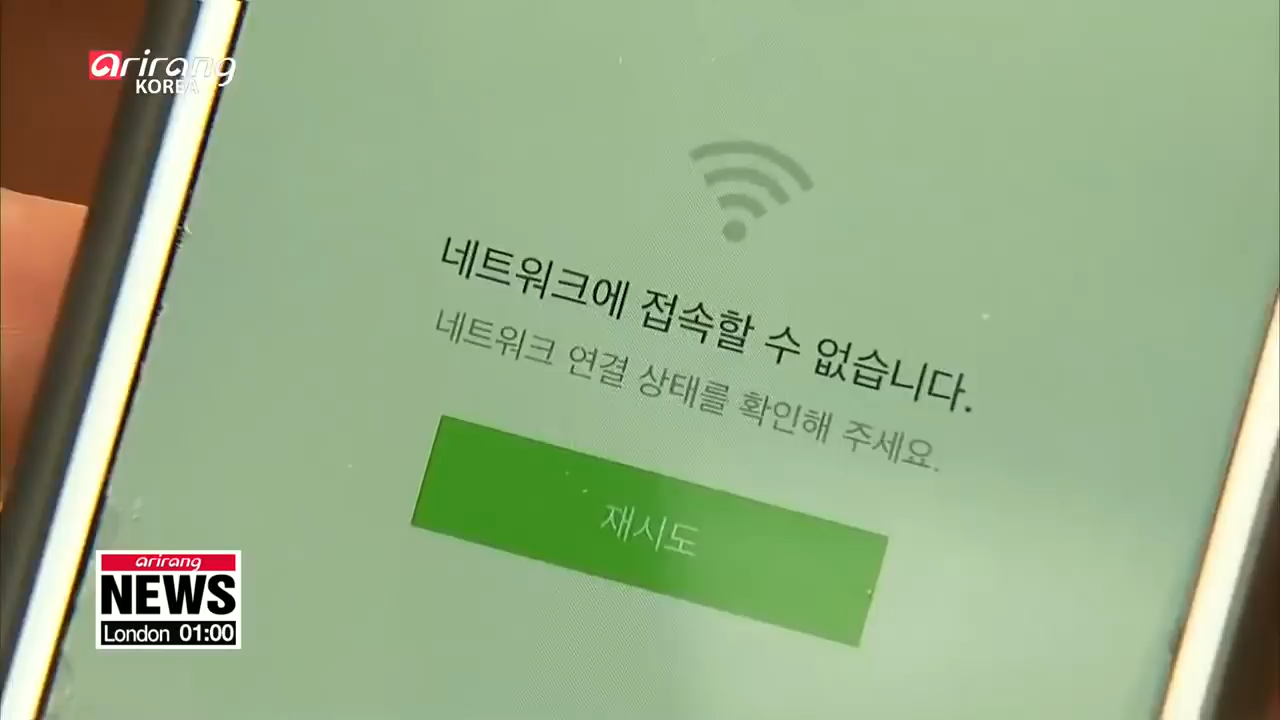 arirang
KOREA
네트워크에 접속할 수 없습니다.
네트워크 연결 상태를 확인해 주세요.
재시도
arirang
NEWS
London 01:00